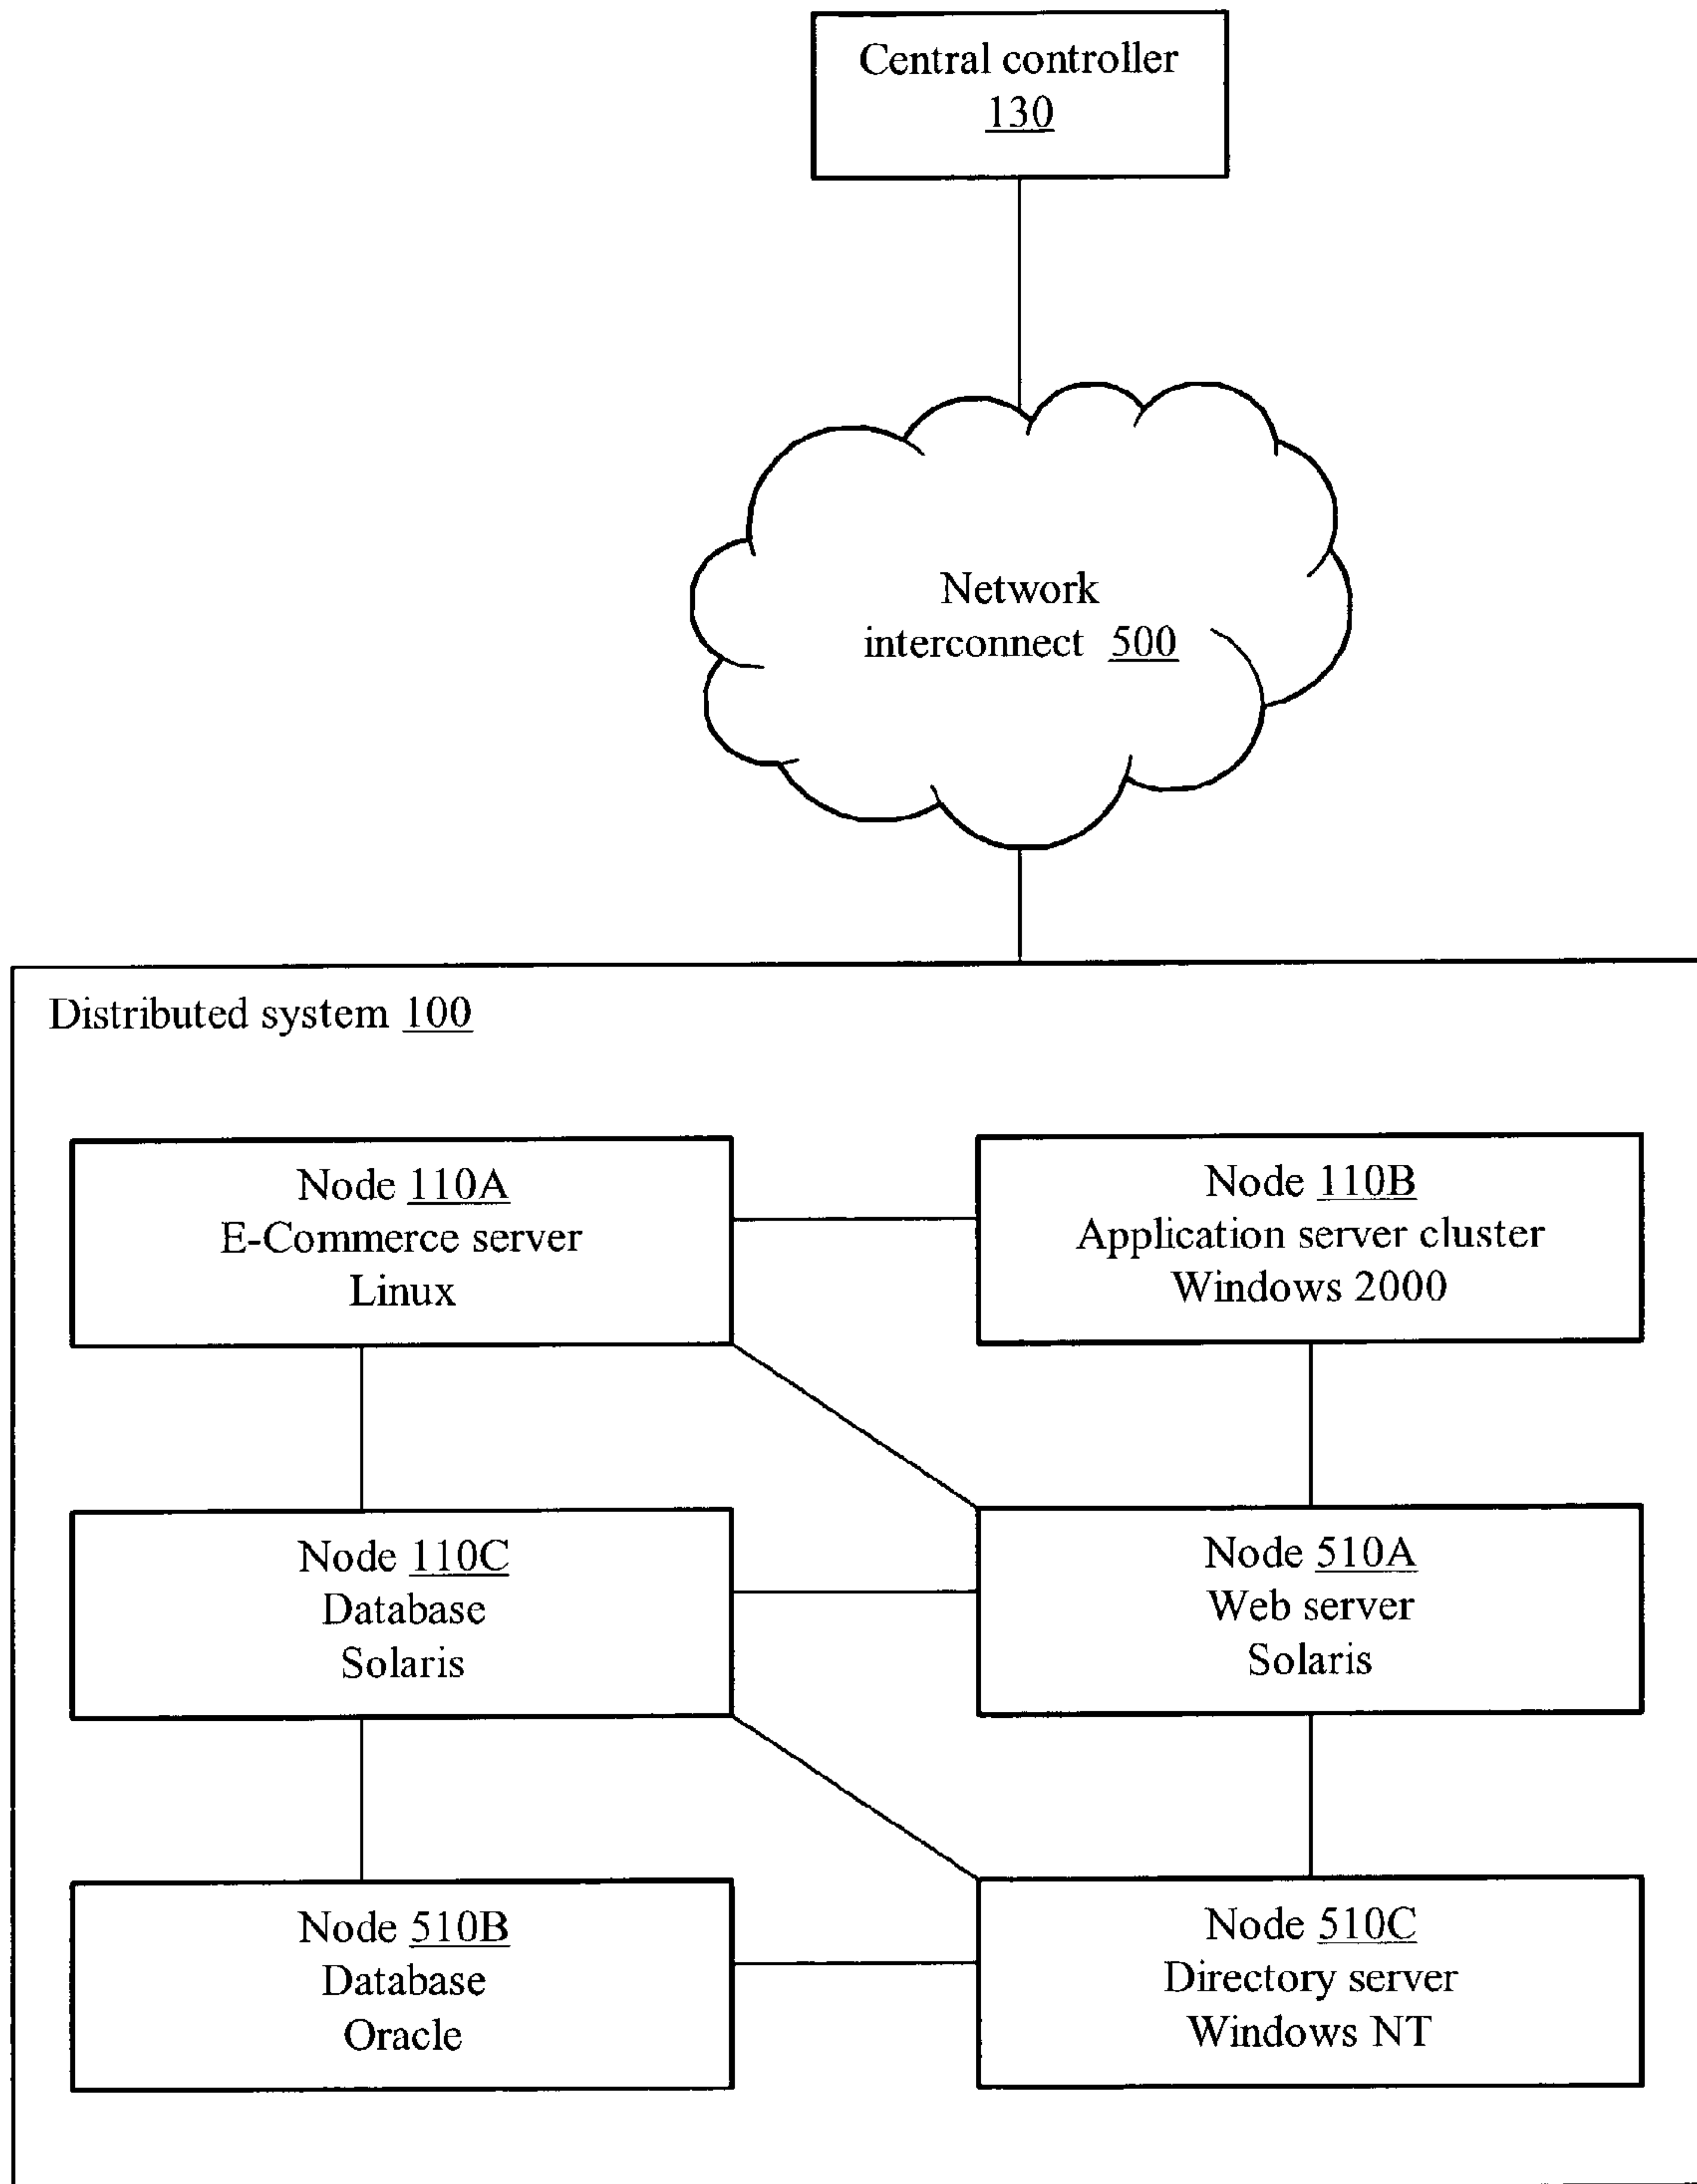 Central controller
130
Network
interconnect 500
Distributed system 100
Node 110A
E-Commerce server
Linux
Node 110B
Application server cluster
Windows 2000
Node 110C
Database
Solaris
Node 510A
Web server
Solaris
Node 510B
Database
Oracle
Node 510C
Directory server
Windows NT